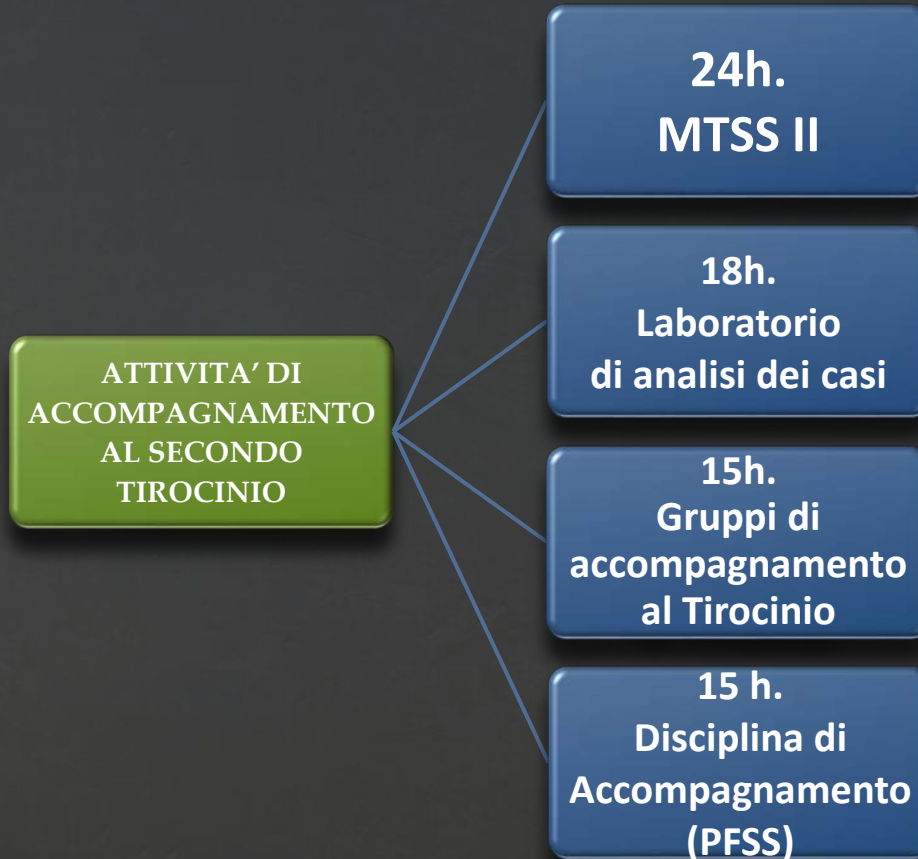 ATTIVITA’ DI
ACCOMPAGNAMENTO
AL SECONDO
TIROCINIO
24h.
MTSS II
18h.
Laboratorio
di analisi dei casi
15h.
Gruppi di
accompagnamento
al Tirocinio
15 h.
Disciplina di
Accompagnamento
(PFSS)